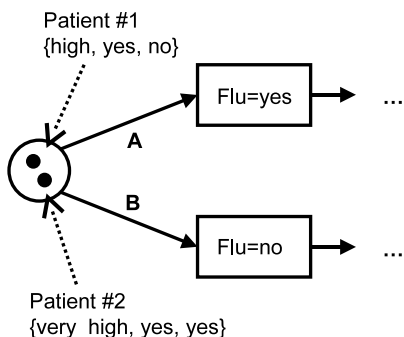 Patient #1
{high, yes, no}
Flu=yes
...
A
B
Flu=no
...
Patient #2
{very high, yes, yes}